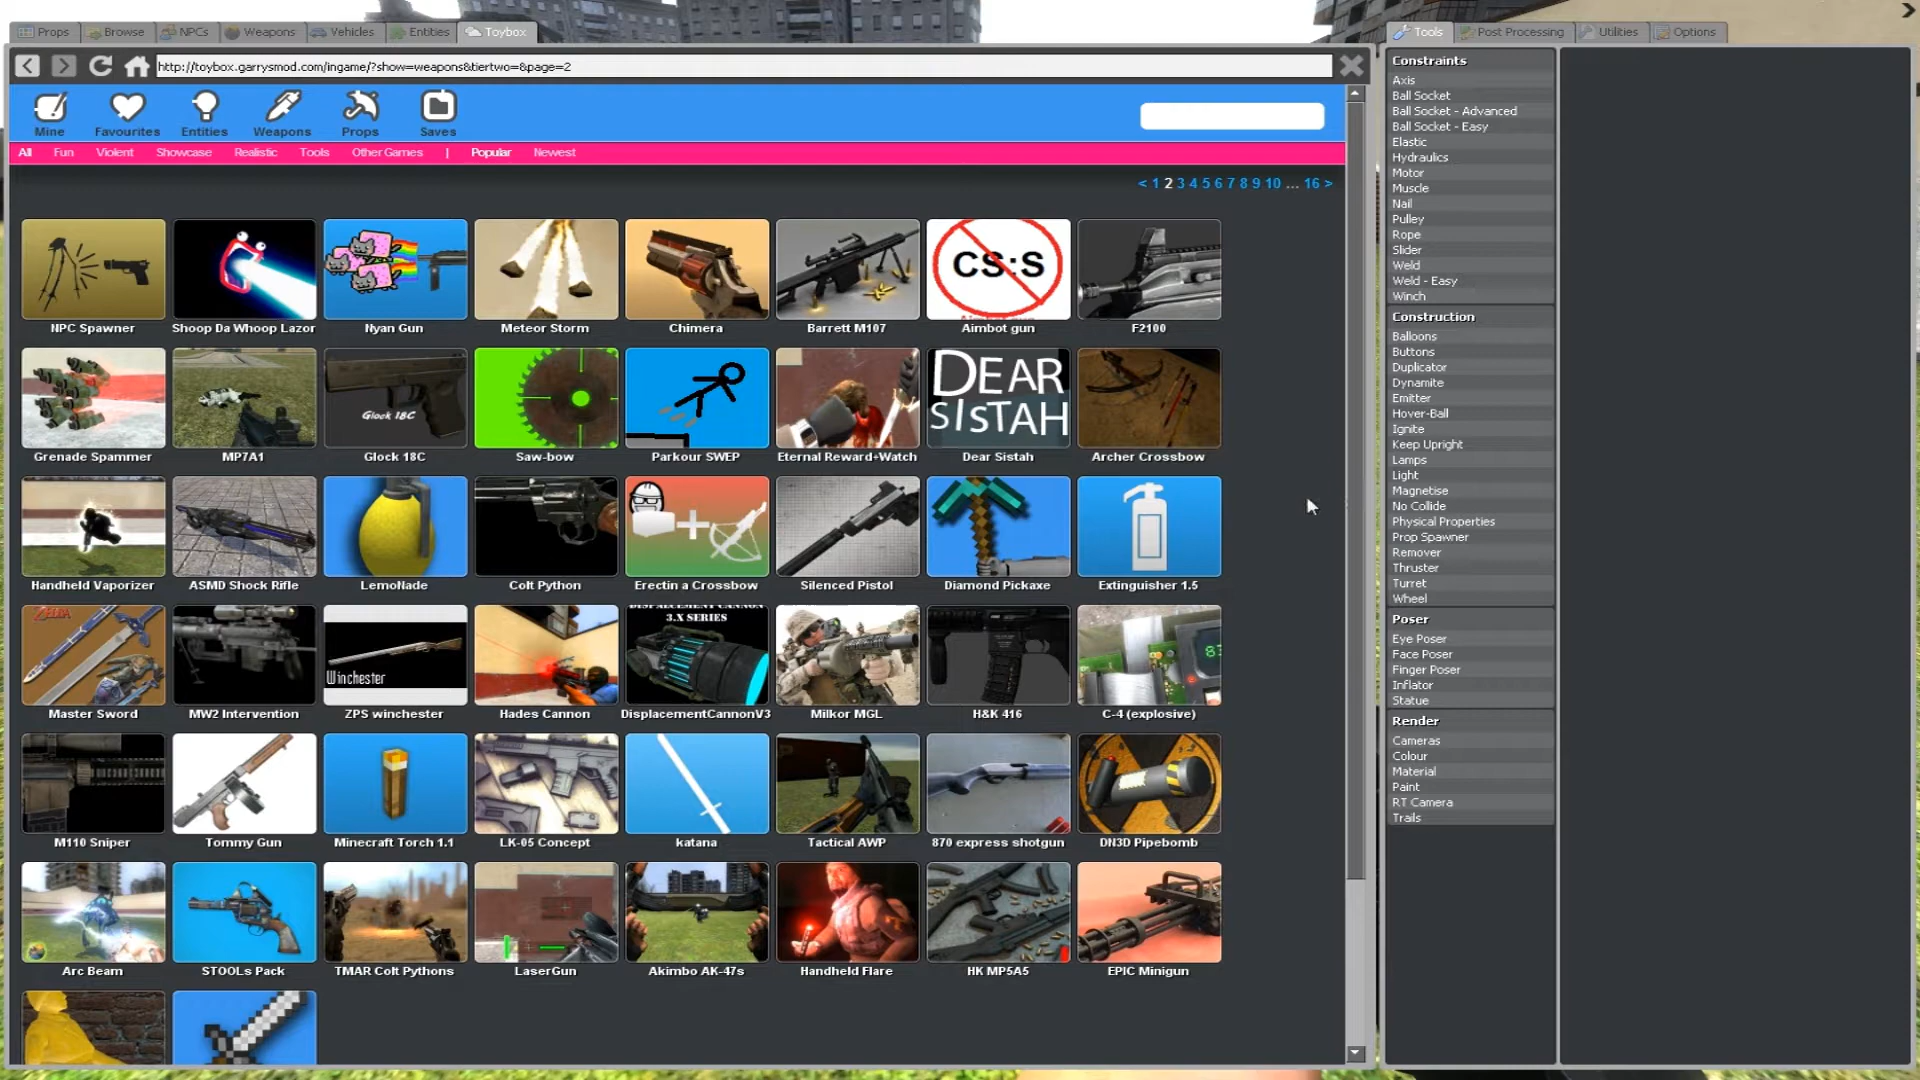 Props Browse NPCs Weapons Vehicles Entities Toybox
Tools Post Processing Utilities Options
http://toybox.garrysmod.com/ingame/?show=weapons&tiertwo=&page=2
Mine Favourites Entities Weapons Props Saves
All Fun Violent Showcase Realistic Tools Other Games | Popular Newest
< 1 2 3 4 5 6 7 8 9 10 ... 16 >
CS:S
NPC Spawner Shoop Da Whoop Lazor Nyan Gun Meteor Storm Chimera Barrett M107 Aimbot gun F2100
Glock 18C
DEAR
SISTAH
Grenade Spammer MP7A1 Glock 18C Saw-bow Parkour SWEP Eternal Reward+Watch Dear Sistah Archer Crossbow
Handheld Vaporizer ASMD Shock Rifle LemoNade Colt Python Erectin a Crossbow Silenced Pistol Diamond Pickaxe Extinguisher 1.5
ZELDA
Winchester
DISPLACEMENT CANNON
3.X SERIES
Master Sword MW2 Intervention ZPS winchester Hades Cannon DisplacementCannonV3 Milkor MGL H&K 416 C-4 (explosive)
M110 Sniper Tommy Gun Minecraft Torch 1.1 LK-05 Concept katana Tactical AWP 870 express shotgun DN3D Pipebomb
Arc Beam STOOLs Pack TMAR Colt Pythons LaserGun Akimbo AK-47s Handheld Flare HK MP5A5 EPIC Minigun
Constraints
Axis
Ball Socket
Ball Socket - Advanced
Ball Socket - Easy
Elastic
Hydraulics
Motor
Muscle
Nail
Pulley
Rope
Slider
Weld
Weld - Easy
Winch
Construction
Balloons
Buttons
Duplicator
Dynamite
Emitter
Hover-Ball
Ignite
Keep Upright
Lamps
Light
Magnetise
No Collide
Physical Properties
Prop Spawner
Remover
Thruster
Turret
Wheel
Poser
Eye Poser
Face Poser
Finger Poser
Inflator
Statue
Render
Cameras
Colour
Material
Paint
RT Camera
Trails